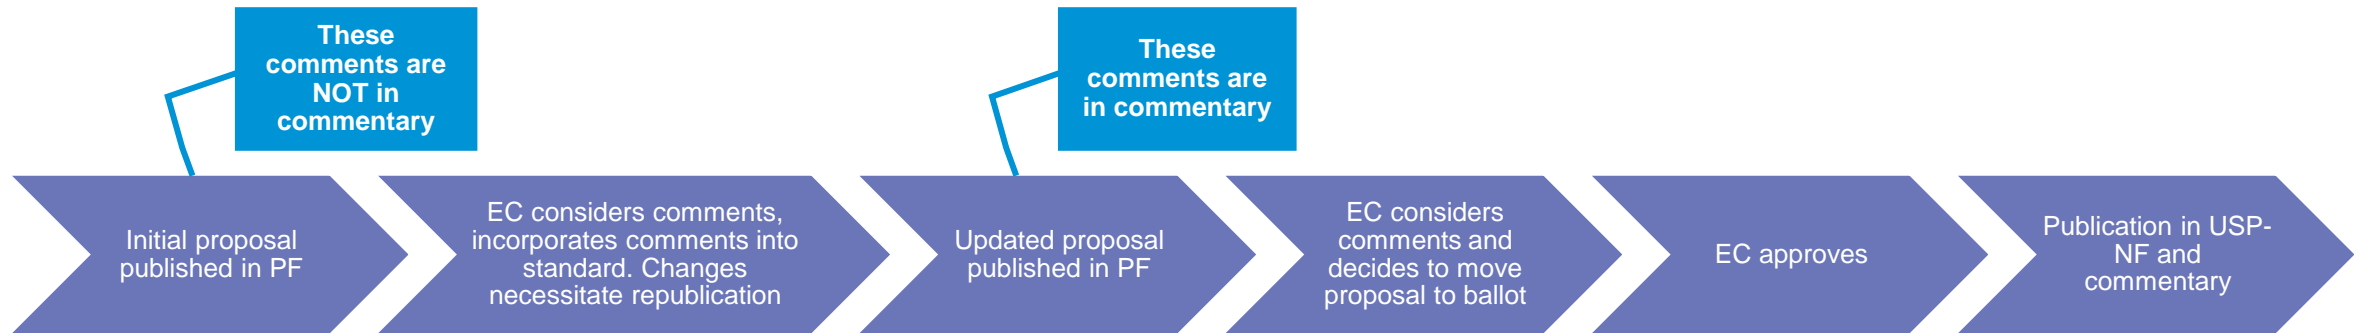 These
comments are
NOT in
commentary
These
comments are
in commentary
Initial proposal
published in PF
EC considers comments,
incorporates comments into
standard. Changes
necessitate republication
Updated proposal
published in PF
EC considers
comments and
decides to move
proposal to ballot
EC approves
Publication in USP-
NF and
commentary